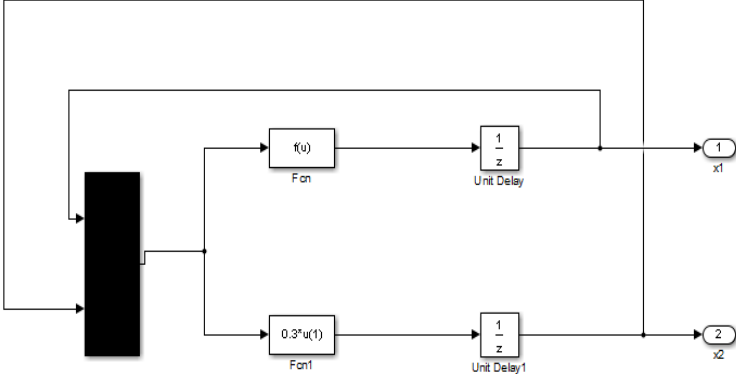 f(u)
Fcn
1
z
Unit Delay
1
x1
0.3*u(1)
Fcn1
1
z
Unit Delay1
2
x2